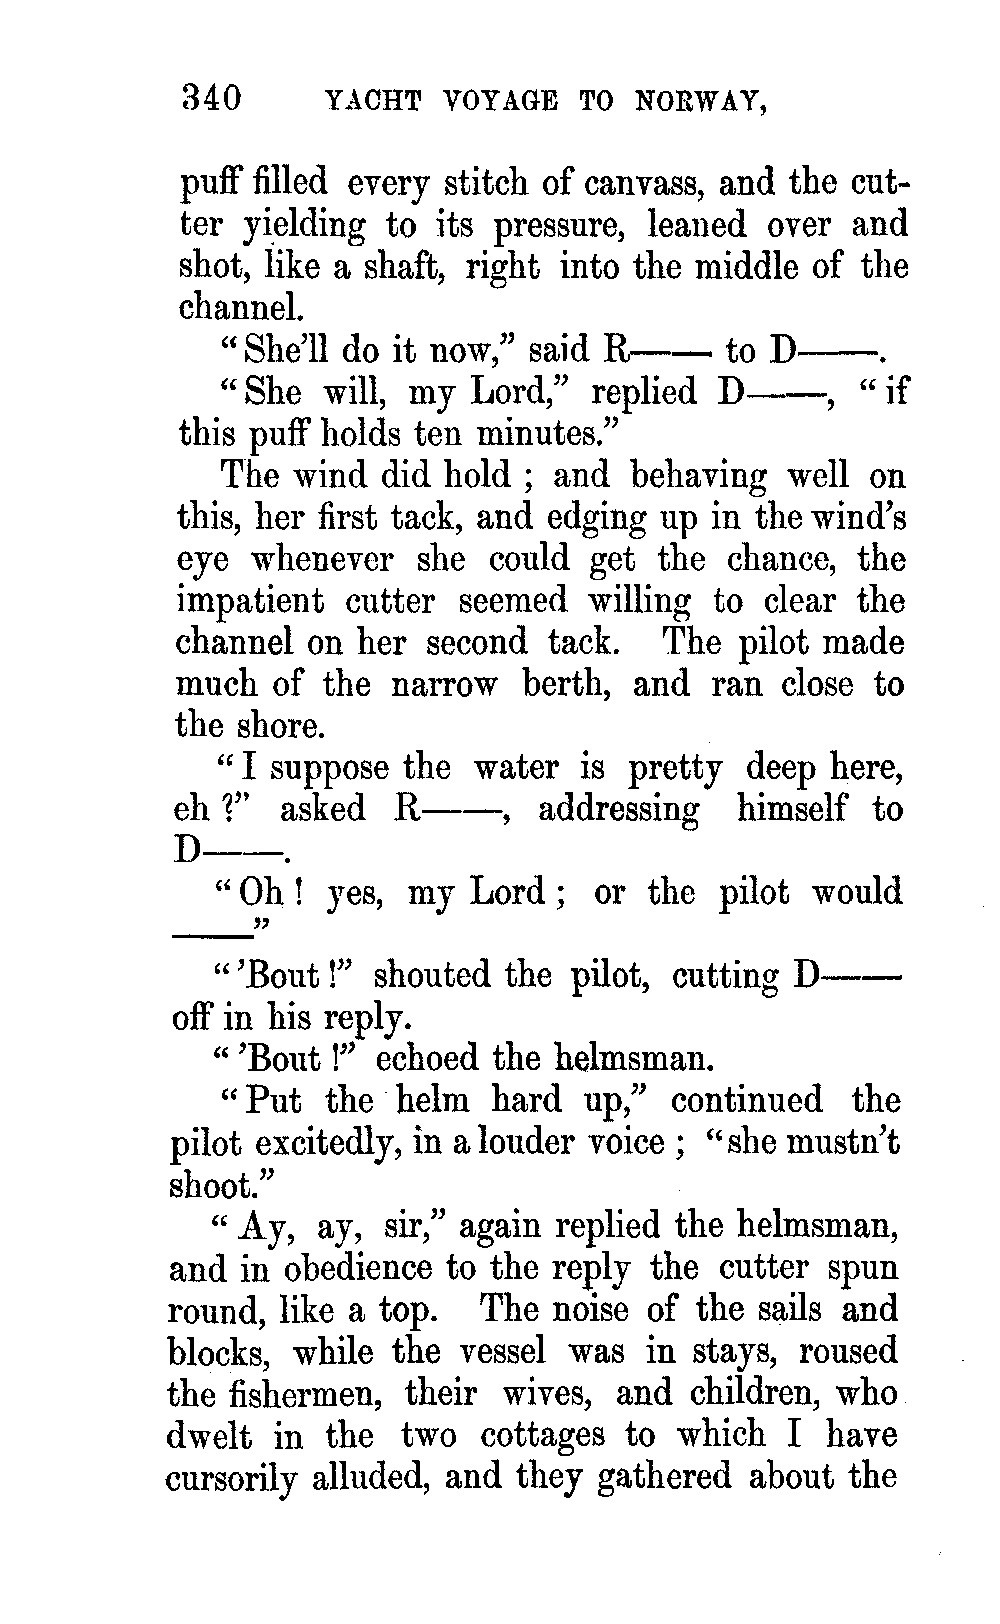 340 YACHT VOYAGE TO NORWAY,
puff filled every stitch of canvass, and the cut-
ter yielding to its pressure, leaned over and
shot, like a shaft, right into the middle of the
channel.
“She’ll do it now,” said R—— to D——.
“She will, my Lord,” replied D——, “if
this puff holds ten minutes.”
The wind did hold ; and behaving well on
this, her first tack, and edging up in the wind’s
eye whenever she could get the chance, the
impatient cutter seemed willing to clear the
channel on her second tack. The pilot made
much of the narrow berth, and ran close to
the shore.
“I suppose the water is pretty deep here,
eh ?” asked R——, addressing himself to
D——.
“Oh ! yes, my Lord ; or the pilot would
——”
“’Bout !” shouted the pilot, cutting D——
off in his reply.
“’Bout !” echoed the helmsman.
“Put the helm hard up,” continued the
pilot excitedly, in a louder voice ; “she mustn’t
shoot.”
“Ay, ay, sir,” again replied the helmsman,
and in obedience to the reply the cutter spun
round, like a top. The noise of the sails and
blocks, while the vessel was in stays, roused
the fishermen, their wives, and children, who
dwelt in the two cottages to which I have
cursorily alluded, and they gathered about the